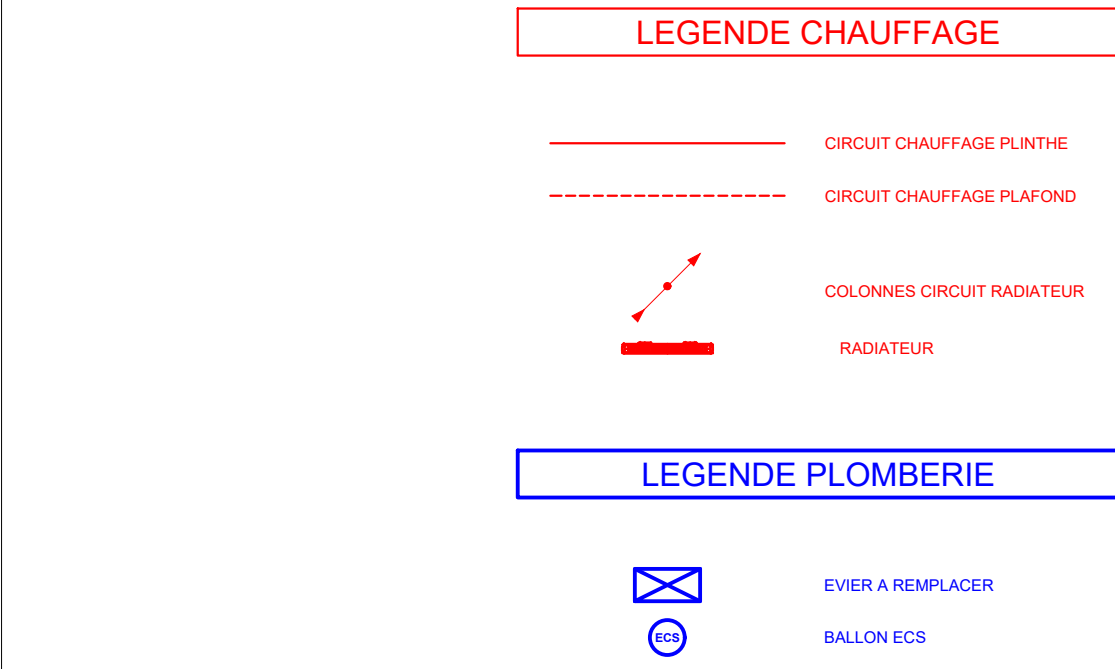 LEGENDE CHAUFFAGE
CIRCUIT CHAUFFAGE PLINTHE
CIRCUIT CHAUFFAGE PLAFOND
COLONNES CIRCUIT RADIATEUR
RADIATEUR
LEGENDE PLOMBERIE
EVIER A REMPLACER
ECS
BALLON ECS